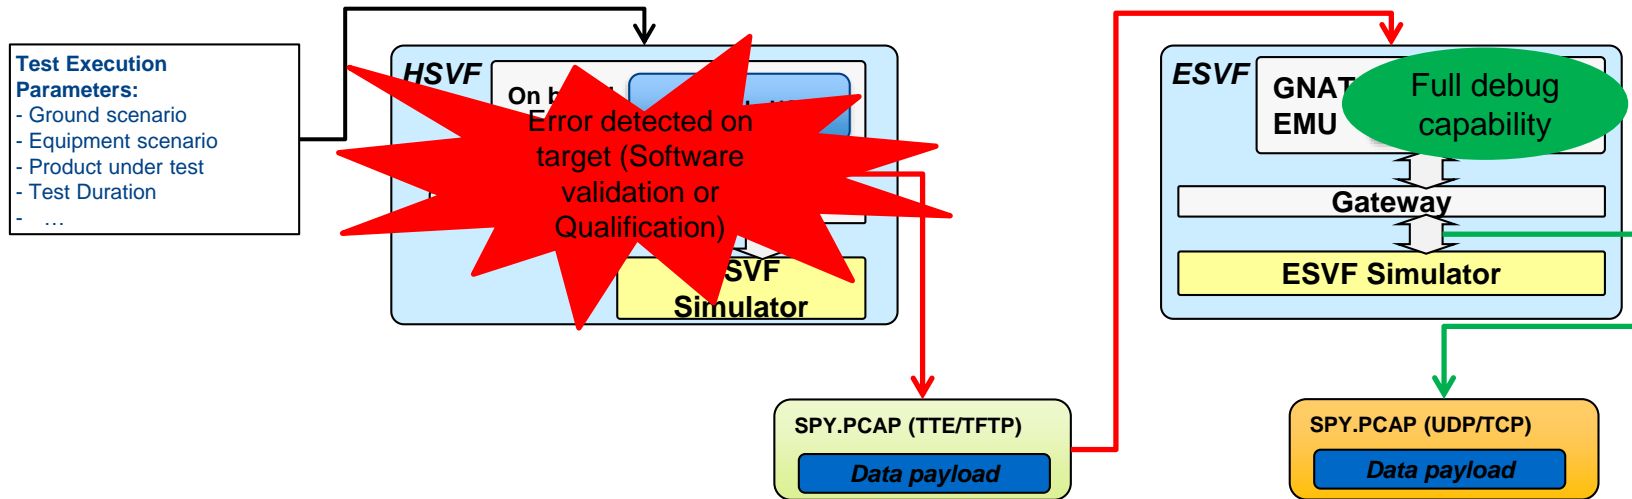 Test Execution
Parameters:
- Ground scenario
- Equipment scenario
- Product under test
- Test Duration
- ...
HSVF
On b
Error detected on
target (Software
validation or
Qualification)
SVF
Simulator
SPY.PCAP (TTE/TFTP)
Data payload
ESVF
GNAT
EMU
Full debug
capability
Gateway
ESVF Simulator
SPY.PCAP (UDP/TCP)
Data payload